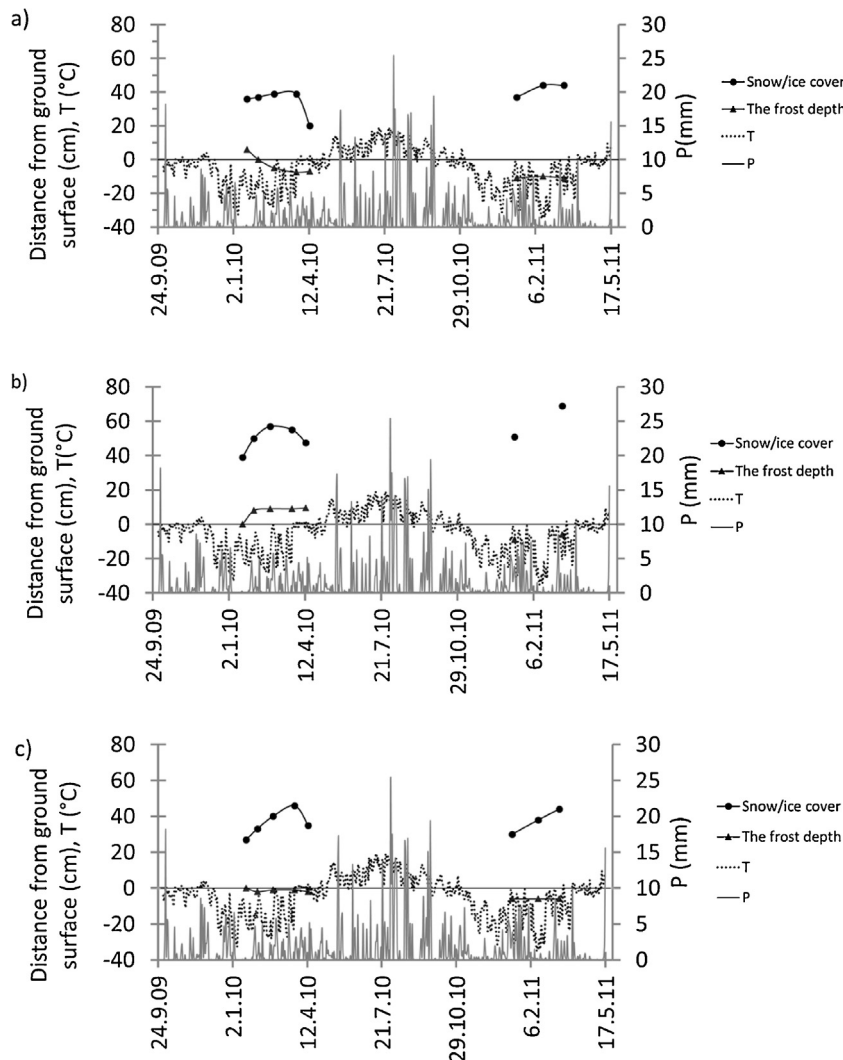 a)
80
60
40
20
0
-20
-40
Distance from ground
surface (cm), T (°C)
30
25
20
15
10
5
0
P(mm)
24.9.09
2.1.10
12.4.10
21.7.10
29.10.10
6.2.11
17.5.11
Snow/ice cover
The frost depth
T
P
b)
80
60
40
20
0
-20
-40
Distance from ground
surface (cm), T(°C)
30
25
20
15
10
5
0
P (mm)
24.9.09
2.1.10
12.4.10
21.7.10
29.10.10
6.2.11
17.5.11
Snow/ice cover
The frost depth
T
P
c)
80
60
40
20
0
-20
-40
Distance from ground
surface (cm), T (°C)
30
25
20
15
10
5
0
P (mm)
24.9.09
2.1.10
12.4.10
21.7.10
29.10.10
6.2.11
17.5.11
Snow/ice cover
The frost depth
T
P